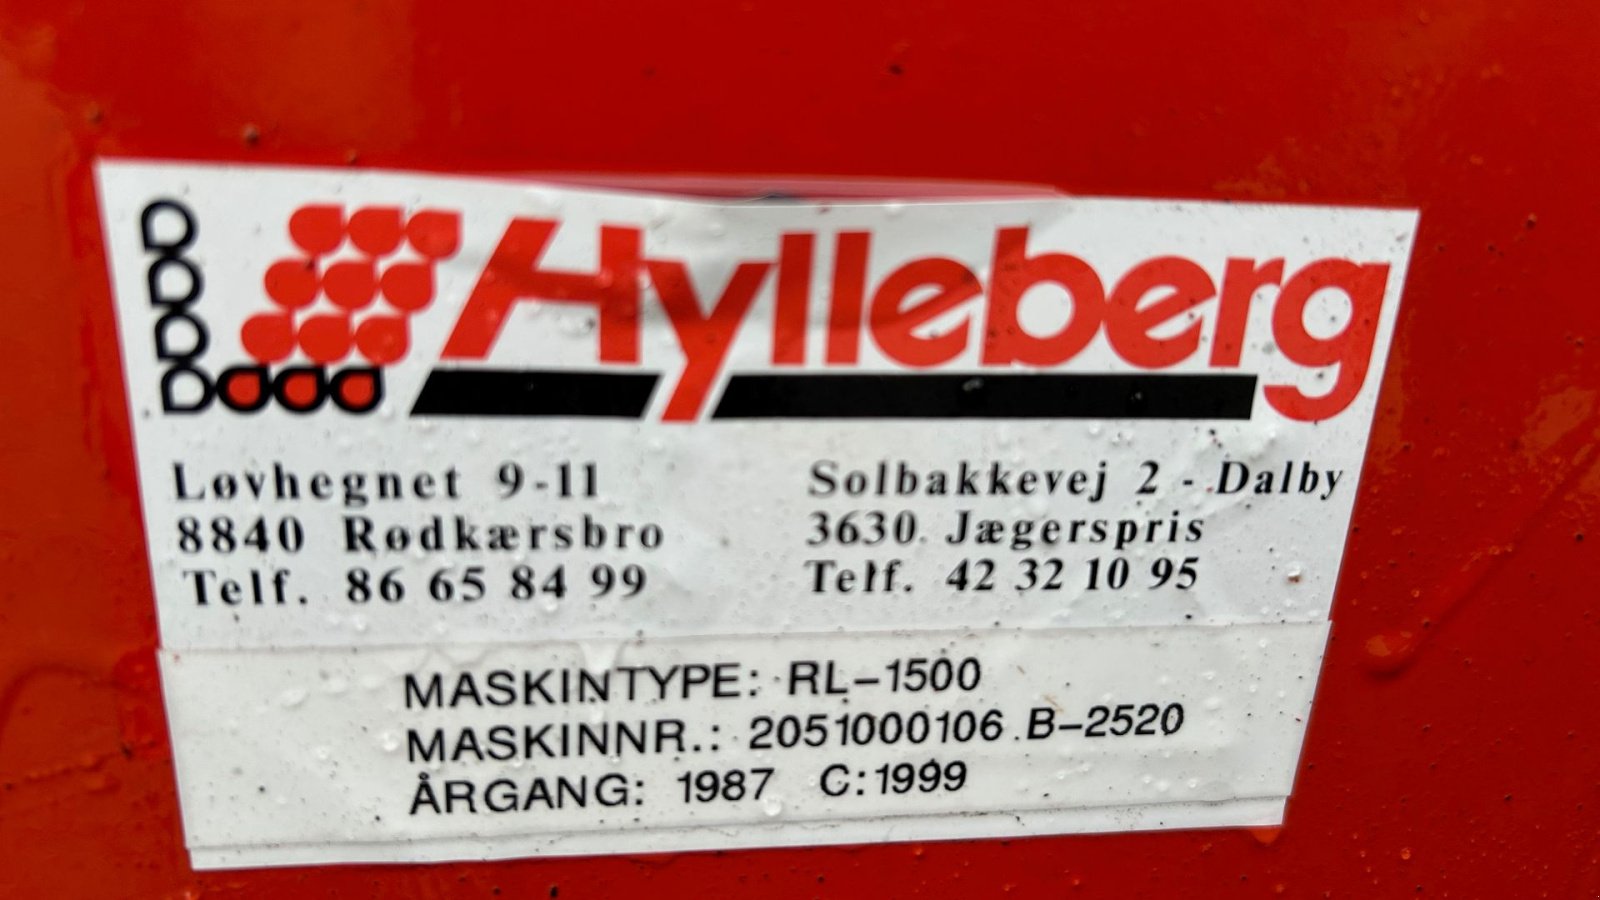 Hylleberg
Løvhegnet 9-11
8840 Rødkærsbro
Telf. 86 65 84 99
Solbakkevej 2 - Dalby
3630 Jægerspris
Telf. 42 32 10 95
MASKINTYPE: RL-1500
MASKINNR.: 2051000106 B-2520
ÅRGANG: 1987 C:1999